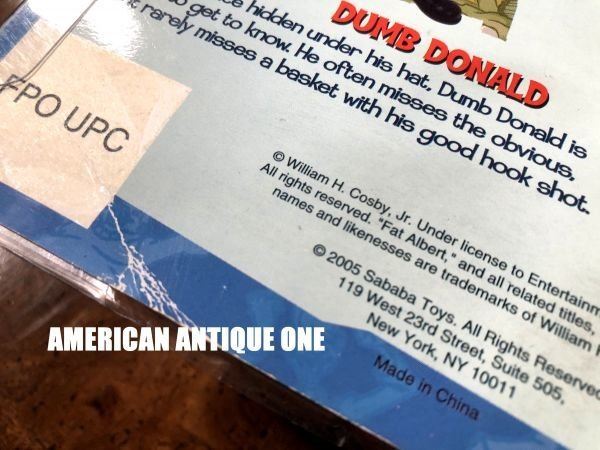 DUMB DONALD
hidden under his hat, Dumb Donald is
to get to know. He often misses the obvious,
rarely misses a basket with his good hook shot.
FPO UPC
© William H. Cosby, Jr. Under license to
All rights reserved. "Fat Albert," and all related titles,
names and likenesses are trademarks of William
© 2005 Sababa Toys. All Rights Reserved
119 West 23rd Street, Suite 505,
New York, NY 10011
Made in China
AMERICAN ANTIQUE ONE